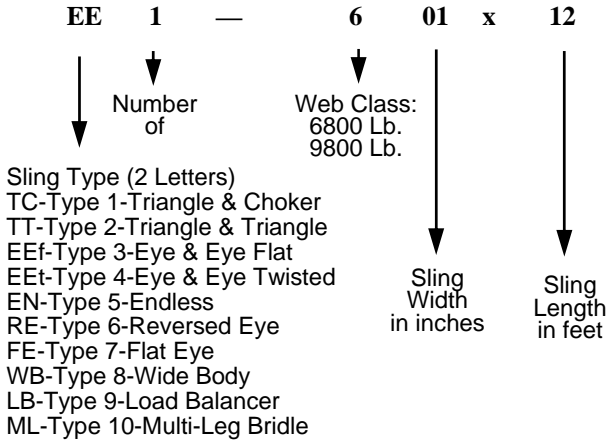 EE 1 — 6 01 x 12
Number
of
Web Class:
6800 Lb.
9800 Lb.
Sling Type (2 Letters)
TC-Type 1-Triangle & Choker
TT-Type 2-Triangle & Triangle
EEf-Type 3-Eye & Eye Flat
EEt-Type 4-Eye & Eye Twisted
EN-Type 5-Endless
RE-Type 6-Reversed Eye
FE-Type 7-Flat Eye
WB-Type 8-Wide Body
LB-Type 9-Load Balancer
ML-Type 10-Multi-Leg Bridle
Sling
Width
in inches
Sling
Length
in feet